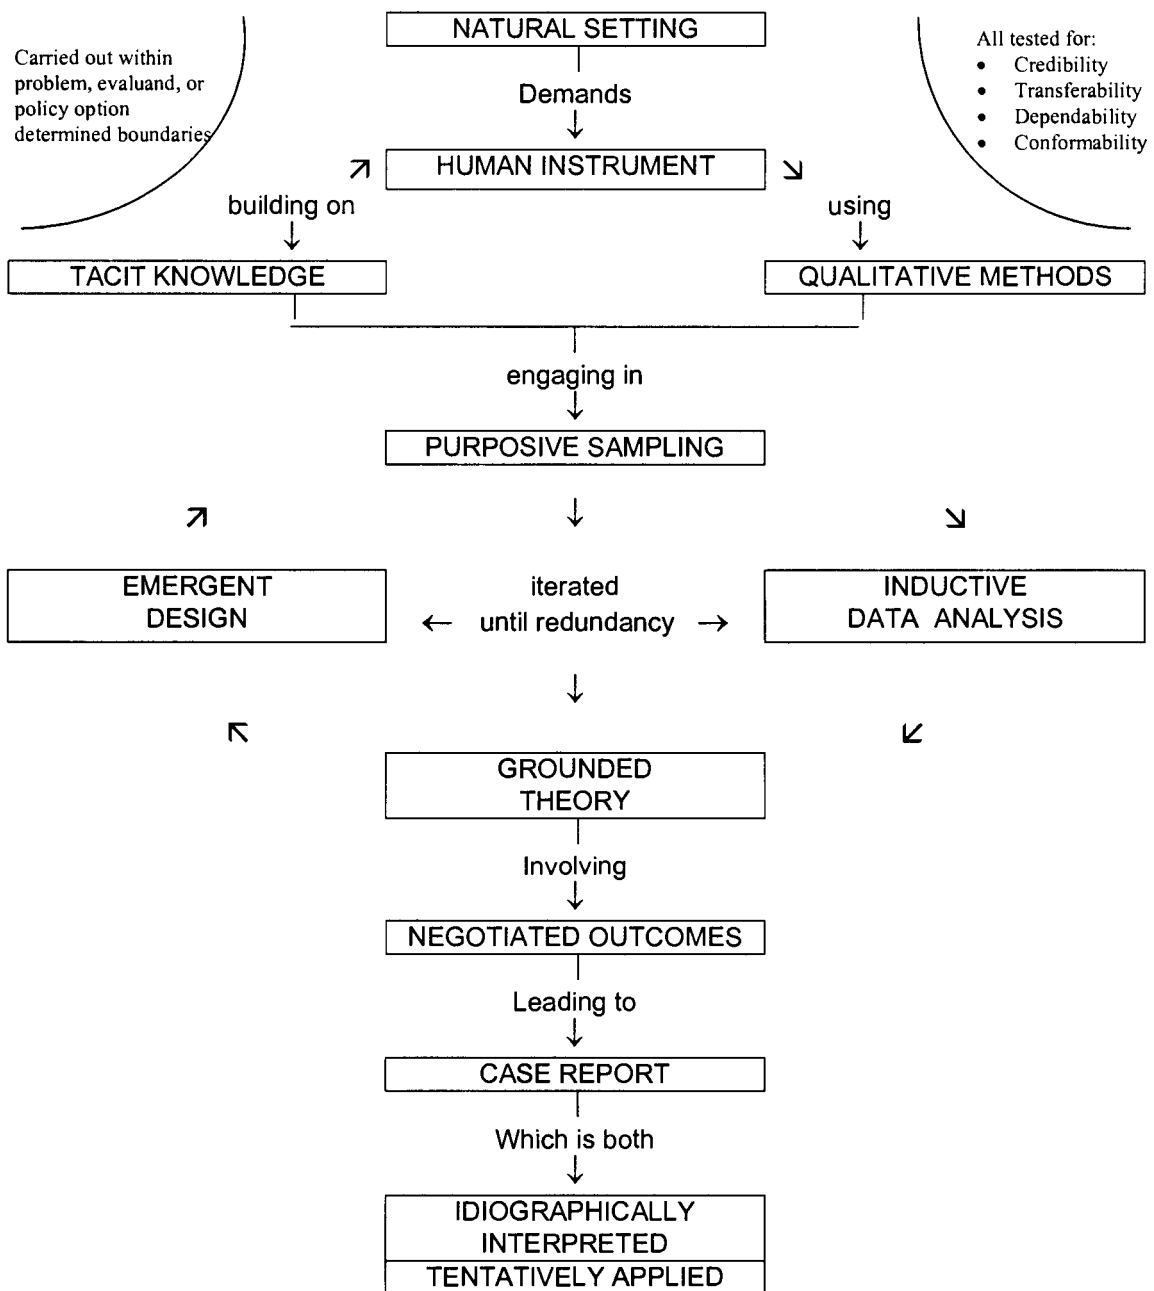 Carried out within
problem, evaluand, or
policy option
determined boundaries
NATURAL SETTING
All tested for:
• Credibility
• Transferability
• Dependability
• Conformability
Demands
HUMAN INSTRUMENT
building on
using
TACIT KNOWLEDGE
QUALITATIVE METHODS
engaging in
PURPOSIVE SAMPLING
EMERGENT
DESIGN
iterated
until redundancy
INDUCTIVE
DATA ANALYSIS
GROUNDED
THEORY
Involving
NEGOTIATED OUTCOMES
Leading to
CASE REPORT
Which is both
IDIOGRAPHICALLY
INTERPRETED
TENTATIVELY APPLIED